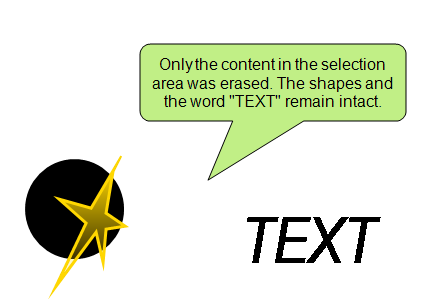 Only the content in the selection
area was erased. The shapes and
the word "TEXT" remain intact.
TEXT